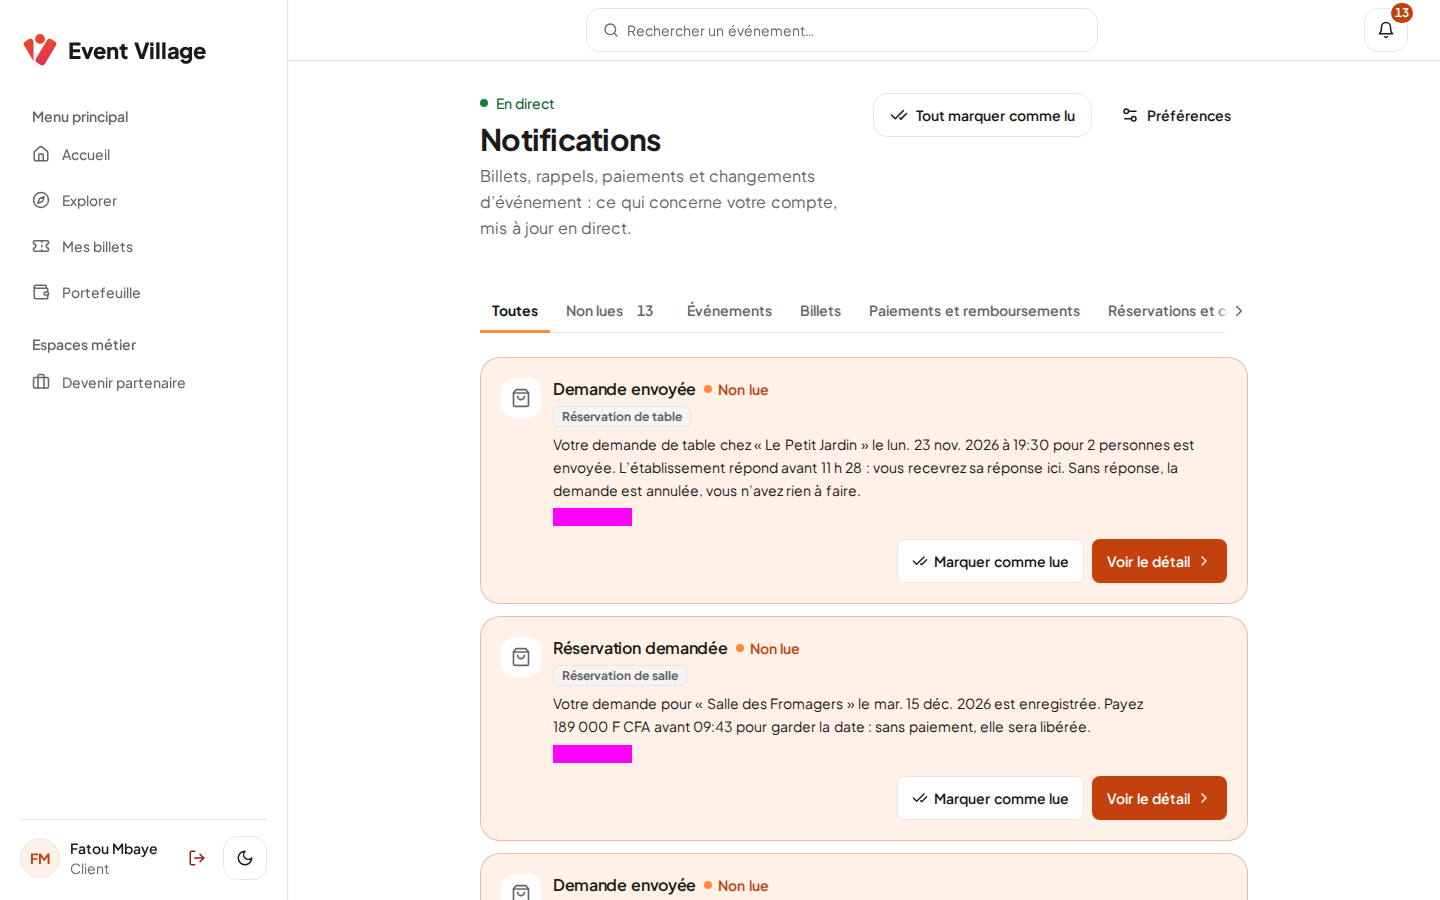 Event Village
Rechercher un événement…
13
Menu principal
Accueil
Explorer
Mes billets
Portefeuille
Espaces métier
Devenir partenaire
FM
Fatou Mbaye
Client
En direct
Notifications
Billets, rappels, paiements et changements
d’événement : ce qui concerne votre compte,
mis à jour en direct.
Tout marquer comme lu
Préférences
Toutes
Non lues 13
Événements
Billets
Paiements et remboursements
Réservations et
Demande envoyée
Non lue
Réservation de table
Votre demande de table chez « Le Petit Jardin » le lun. 23 nov. 2026 à 19:30 pour 2 personnes est
envoyée. L’établissement répond avant 11 h 28 : vous recevrez sa réponse ici. Sans réponse, la
demande est annulée, vous n’avez rien à faire.
Marquer comme lue
Voir le détail
Réservation demandée
Non lue
Réservation de salle
Votre demande pour « Salle des Fromagers » le mar. 15 déc. 2026 est enregistrée. Payez
189 000 F CFA avant 09:43 pour garder la date : sans paiement, elle sera libérée.
Marquer comme lue
Voir le détail
Demande envoyée
Non lue